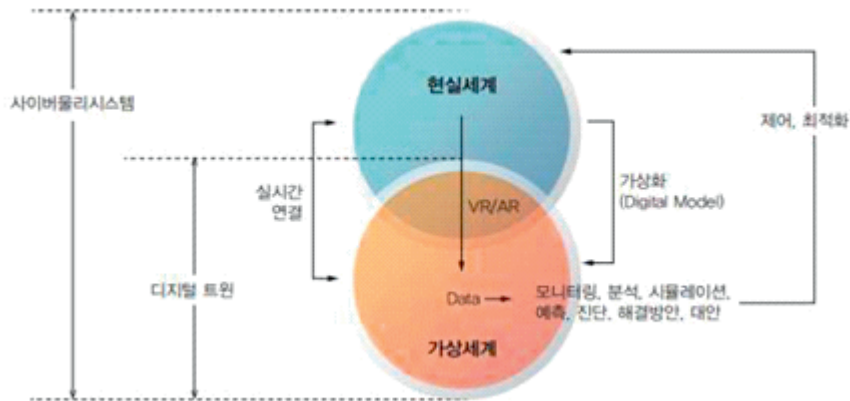 현실세계
사이버물리시스템
제어, 최적화
실시간
연결
가상화
(Digital Model)
VR/AR
디지털 트윈
Data
모니터링, 분석, 시뮬레이션,
예측, 진단, 해결방안, 대안
가상세계